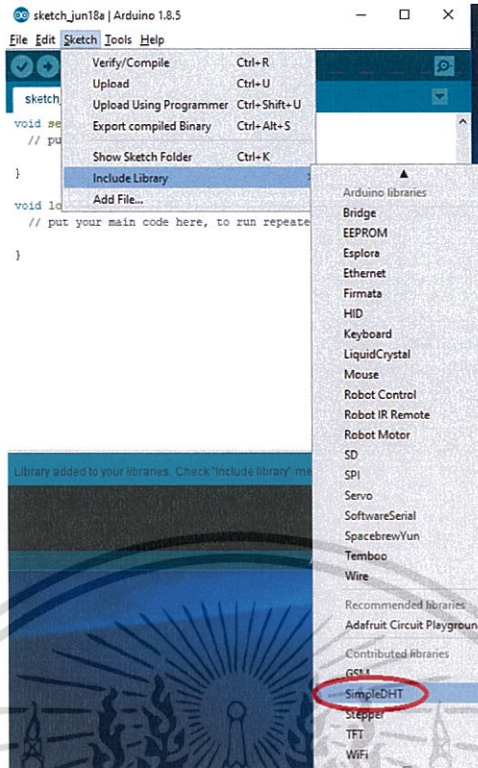 sketch_jun18a | Arduino 1.8.5
File Edit Sketch Tools Help
Verify/Compile Ctrl+R
Upload Ctrl+U
Upload Using Programmer Ctrl+Shift+U
Export compiled Binary Ctrl+Alt+S
Show Sketch Folder Ctrl+K
Include Library
Add File...
sketch_
void se
// pu
}
void lo
// put your main code here, to run repeate
}
Library added to your libraries. Check "Include library" me
Arduino libraries
Bridge
EEPROM
Esplora
Ethernet
Firmata
HID
Keyboard
LiquidCrystal
Mouse
Robot Control
Robot IR Remote
Robot Motor
SD
SPI
Servo
SoftwareSerial
SpacebrewYun
Temboo
Wire
Recommended libraries
Adafruit Circuit Playgroun
Contributed libraries
GSM
SimpleDHT
Stepper
TFT
WiFi